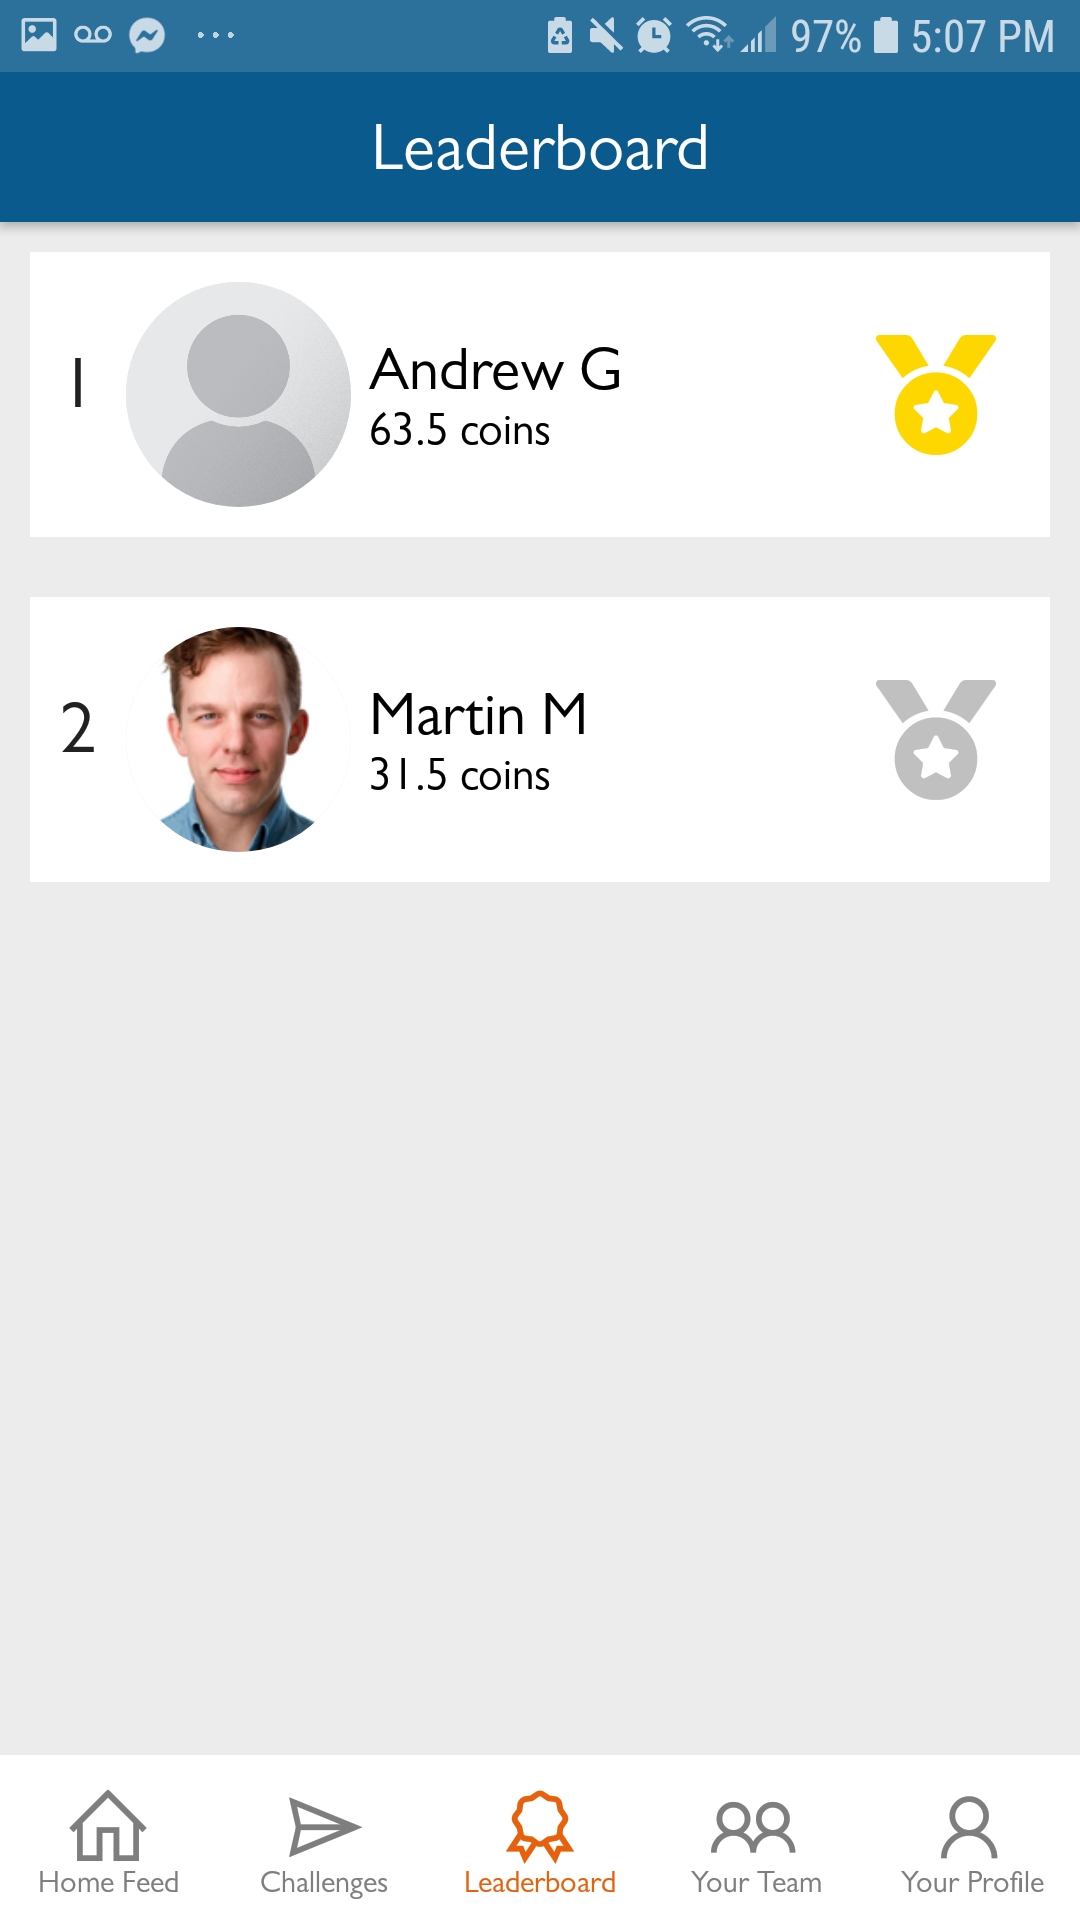 97% 5:07 PM
Leaderboard
1
Andrew G
63.5 coins
2
Martin M
31.5 coins
Home Feed
Challenges
Leaderboard
Your Team
Your Profile